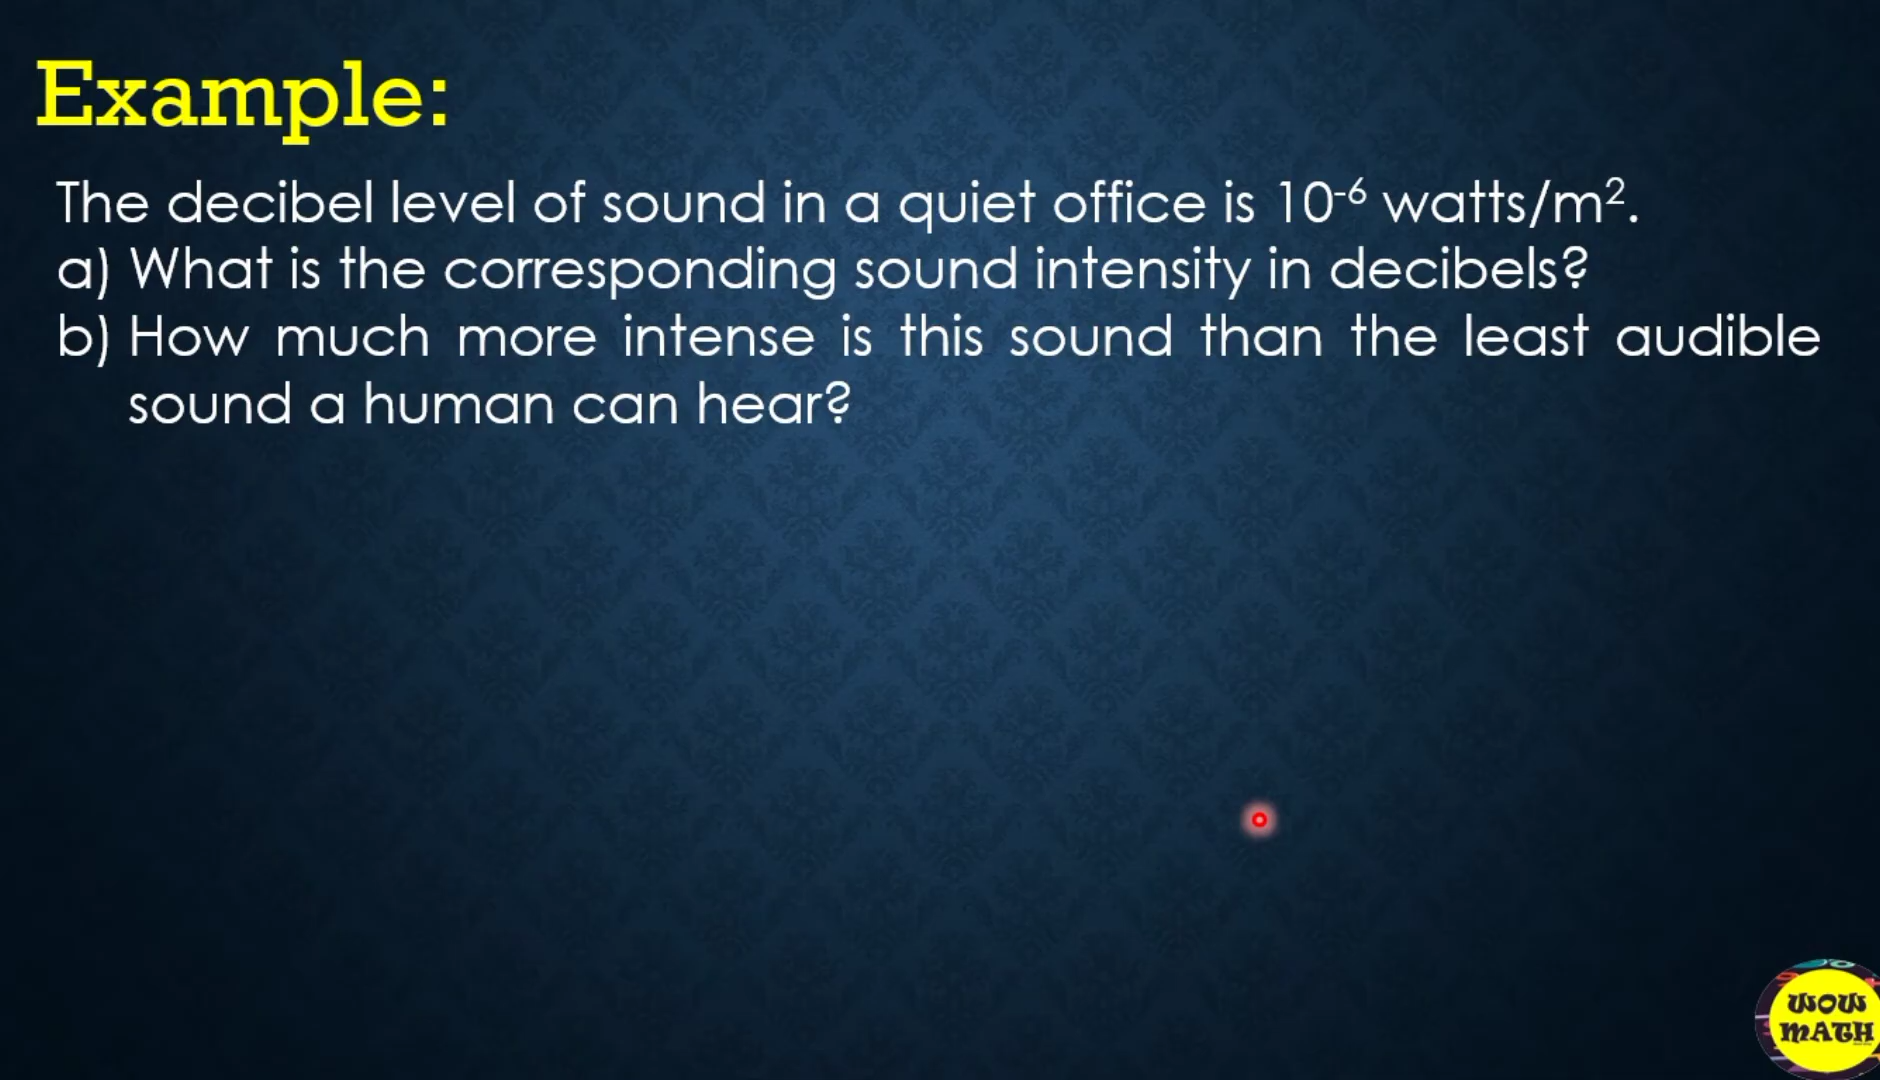 Example:
The decibel level of sound in a quiet office is 10⁻⁶ watts/m².
a) What is the corresponding sound intensity in decibels?
b) How much more intense is this sound than the least audible
sound a human can hear?
WOW
MATH